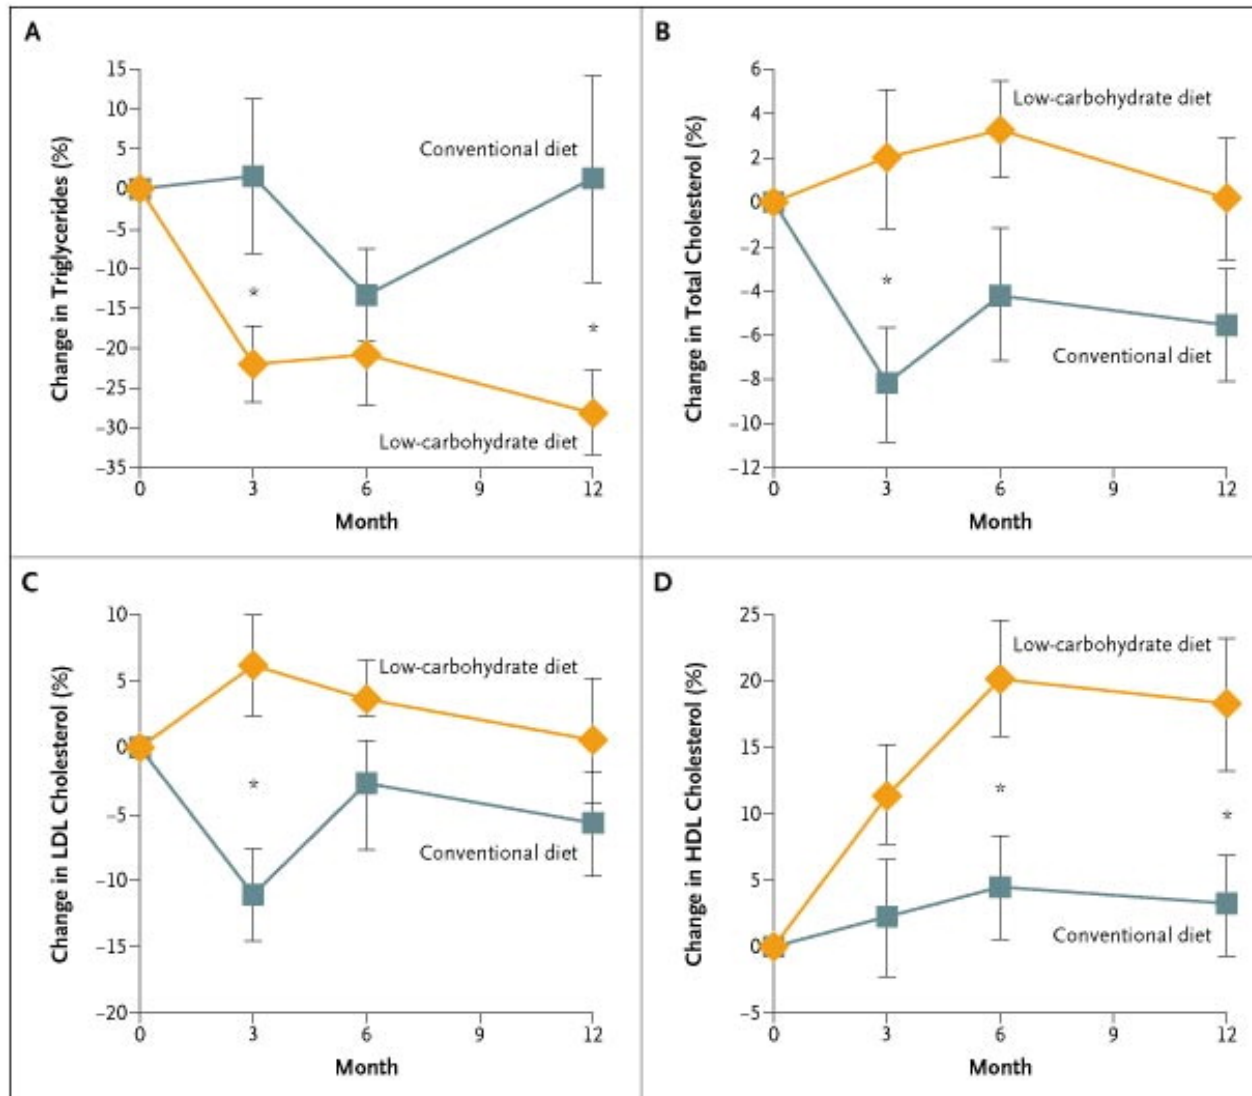 A
Change in Triglycerides (%)
15
10
5
0
–5
–10
–15
–20
–25
–30
–35
Conventional diet
*
*
Low-carbohydrate diet
0 3 6 9 12
Month
B
Change in Total Cholesterol (%)
6
4
2
0
–2
–4
–6
–8
–10
–12
Low-carbohydrate diet
*
Conventional diet
0 3 6 9 12
Month
C
Change in LDL Cholesterol (%)
10
5
0
–5
–10
–15
–20
Low-carbohydrate diet
*
Conventional diet
0 3 6 9 12
Month
D
Change in HDL Cholesterol (%)
25
20
15
10
5
0
–5
Low-carbohydrate diet
*
*
Conventional diet
0 3 6 9 12
Month